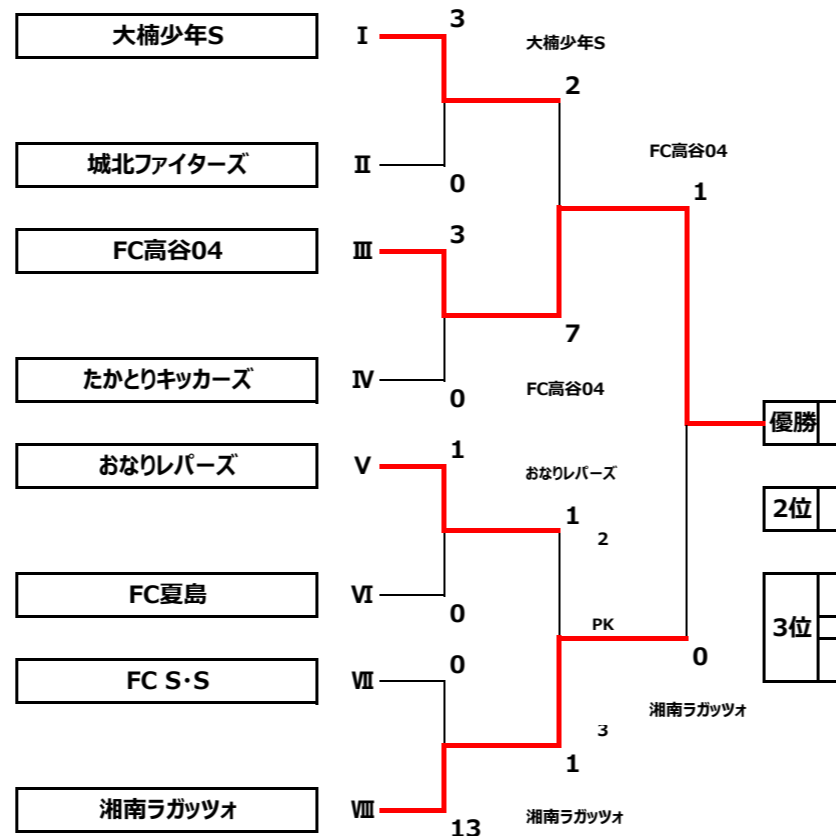 3
大楠少年S
Ⅰ
大楠少年S
2
FC高谷04
城北ファイターズ
Ⅱ
0
1
FC高谷04
Ⅲ
3
7
たかとりキッカーズ
Ⅳ
0
FC高谷04
優勝
おなりレパーズ
Ⅴ
1
おなりレパーズ
1
2
2位
FC夏島
Ⅵ
0
PK
3位
0
FC S・S
Ⅶ
0
湘南ラガッツォ
3
1
湘南ラガッツォ
Ⅷ
13
湘南ラガッツォ